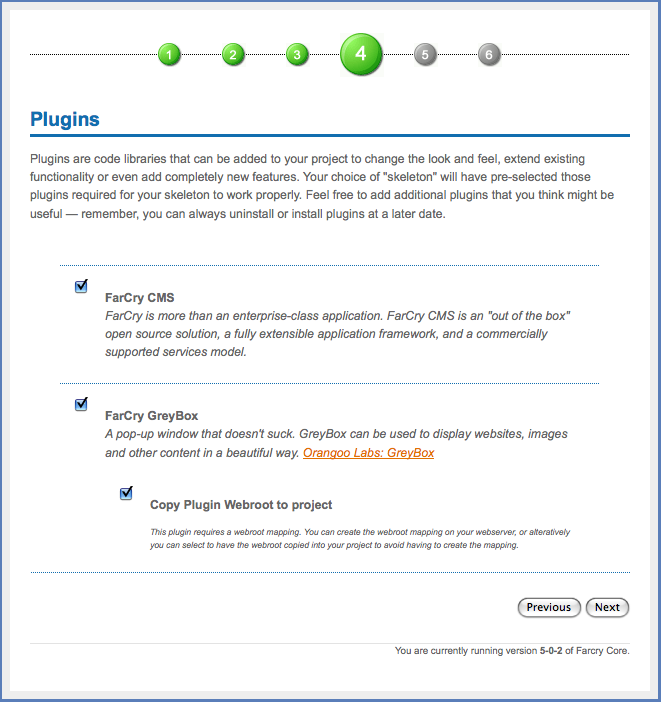 1 2 3 4 5 6
Plugins
Plugins are code libraries that can be added to your project to change the look and feel, extend existing
functionality or even add completely new features. Your choice of "skeleton" will have pre-selected those
plugins required for your skeleton to work properly. Feel free to add additional plugins that you think might be
useful — remember, you can always uninstall or install plugins at a later date.
FarCry CMS
FarCry is more than an enterprise-class application. FarCry CMS is an "out of the box"
open source solution, a fully extensible application framework, and a commercially
supported services model.
FarCry GreyBox
A pop-up window that doesn't suck. GreyBox can be used to display websites, images
and other content in a beautiful way. Orangoo Labs: GreyBox
Copy Plugin Webroot to project
This plugin requires a webroot mapping. You can create the webroot mapping on your webserver, or alteratively
you can select to have the webroot copied into your project to avoid having to create the mapping.
Previous Next
You are currently running version 5-0-2 of Farcry Core.